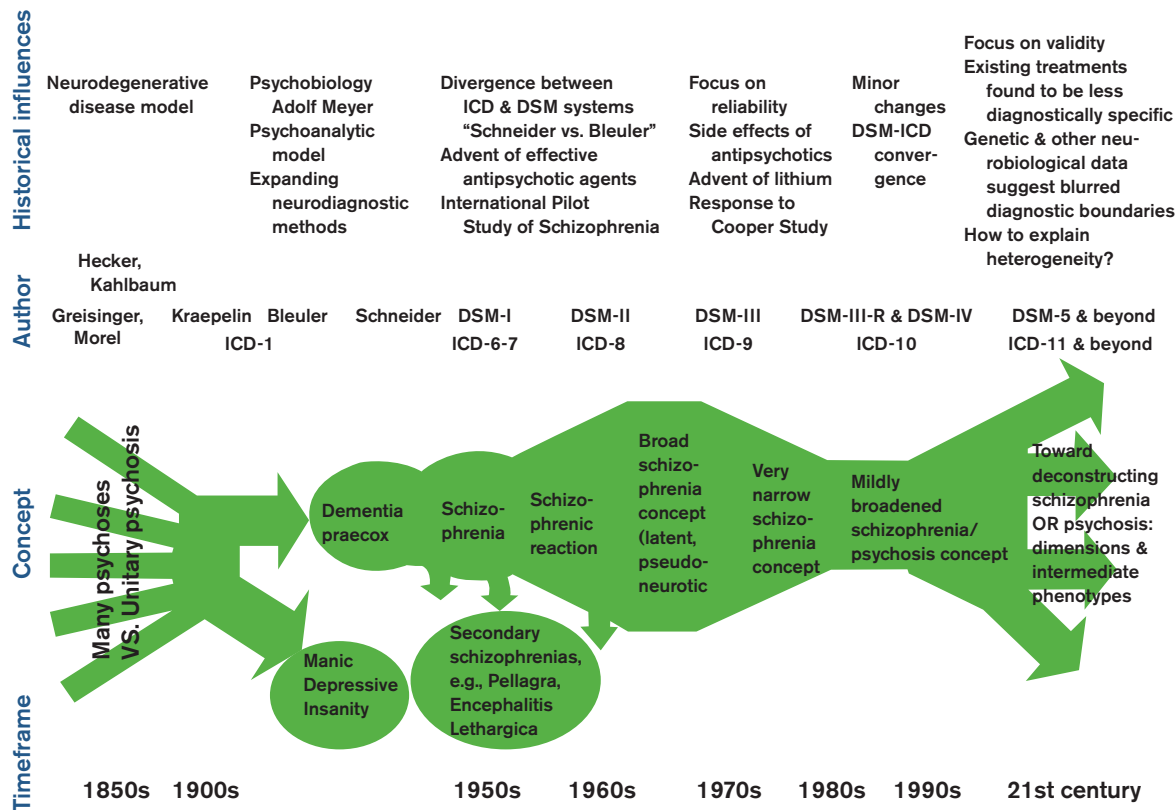 Historical influences
Neurodegenerative
disease model
Psychobiology
Adolf Meyer
Psychoanalytic
model
Expanding
neurodiagnostic
methods
Divergence between
ICD & DSM systems
“Schneider vs. Bleuler”
Advent of effective
antipsychotic agents
International Pilot
Study of Schizophrenia
Focus on
reliability
Side effects of
antipsychotics
Advent of lithium
Response to
Cooper Study
Minor
changes
DSM-ICD
conver-
gence
Focus on validity
Existing treatments
found to be less
diagnostically specific
Genetic & other neu-
robiological data
suggest blurred
diagnostic boundaries
How to explain
heterogeneity?
Author
Hecker,
Kahlbaum
Greisinger,
Morel
Kraepelin
Bleuler
ICD-1
Schneider
DSM-I
ICD-6-7
DSM-II
ICD-8
DSM-III
ICD-9
DSM-III-R & DSM-IV
ICD-10
DSM-5 & beyond
ICD-11 & beyond
Concept
Many psychoses
VS. Unitary psychosis
Dementia
praecox
Manic
Depressive
Insanity
Schizo-
phrenia
Secondary
schizophrenias,
e.g., Pellagra,
Encephalitis
Lethargica
Schizo-
phrenic
reaction
Broad
schizo-
phrenia
concept
(latent,
pseudo-
neurotic
Very
narrow
schizo-
phrenia
concept
Mildly
broadened
schizophrenia/
psychosis concept
Toward
deconstructing
schizophrenia
OR psychosis:
dimensions &
intermediate
phenotypes
Timeframe
1850s
1900s
1950s
1960s
1970s
1980s
1990s
21st century